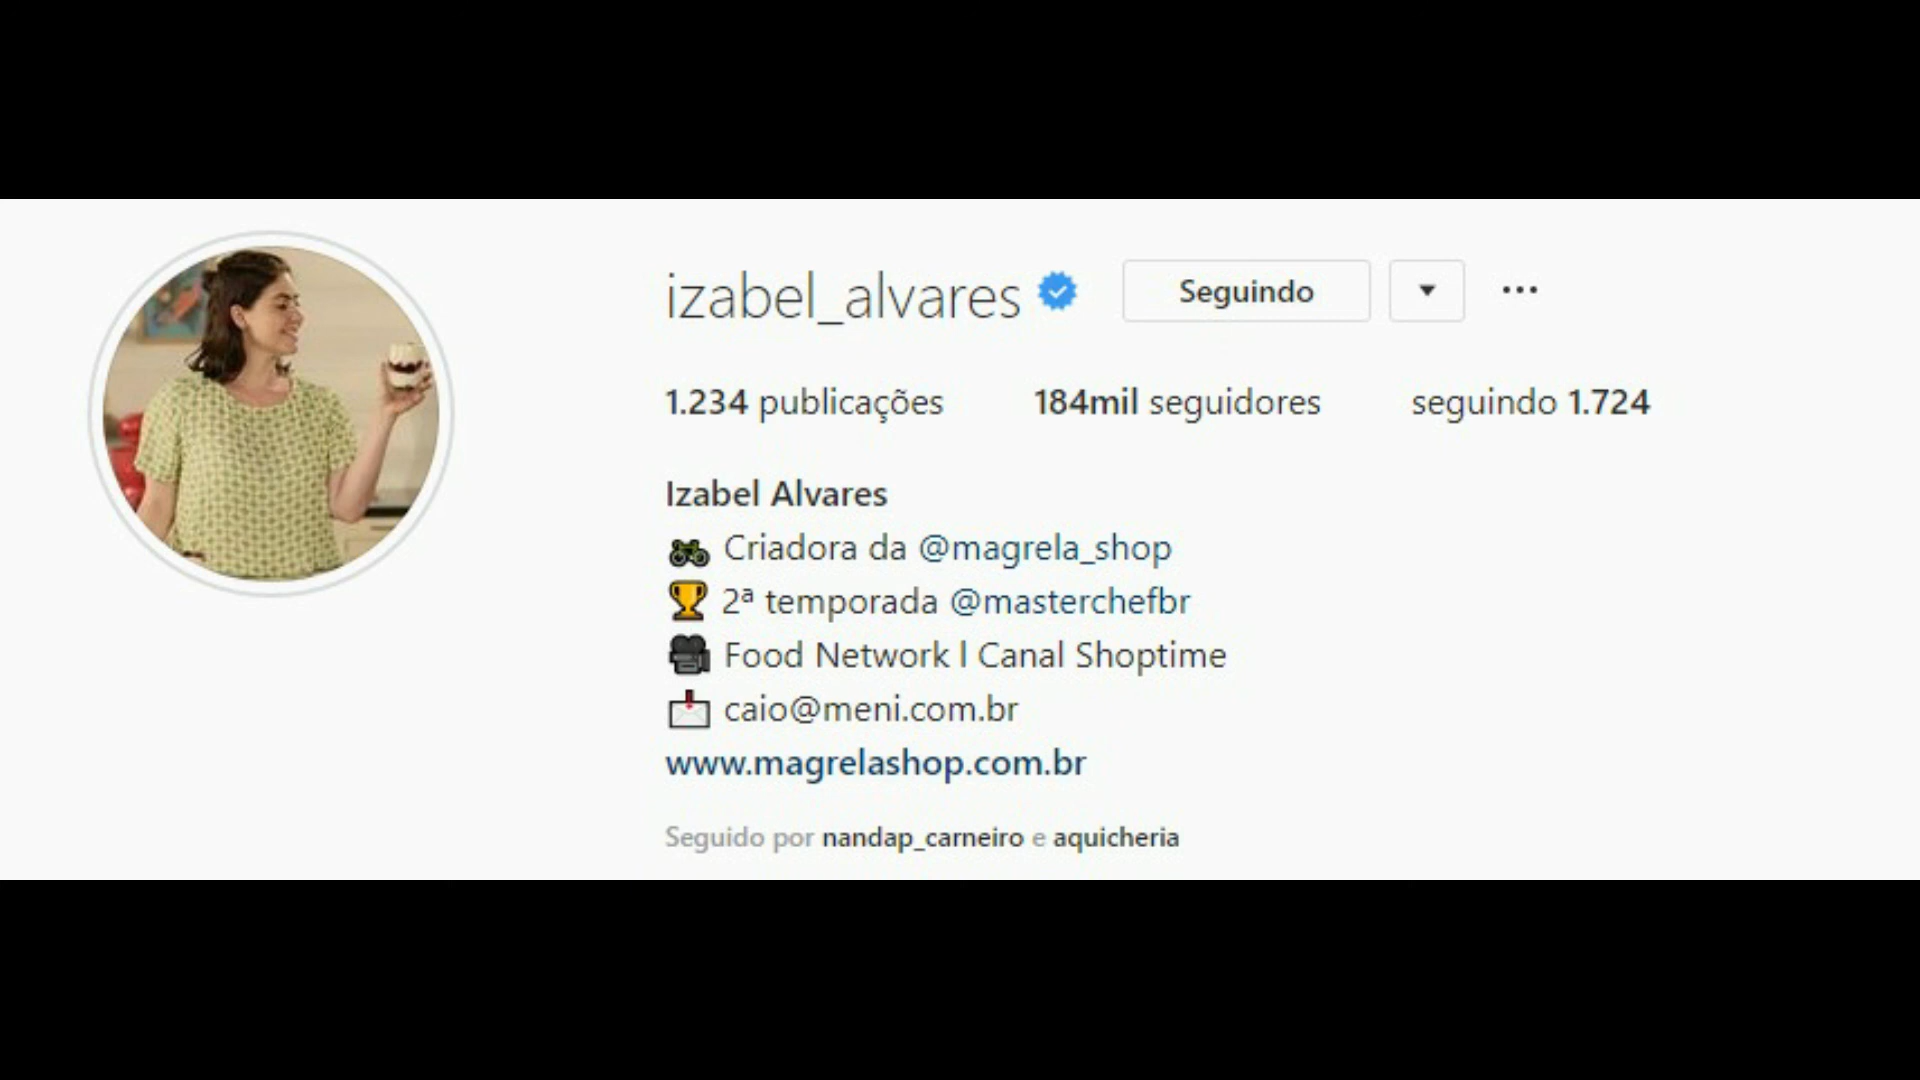 izabel_alvares Seguindo
1.234 publicações 184mil seguidores seguindo 1.724
Izabel Alvares
Criadora da @magrela_shop
2ª temporada @masterchefbr
Food Network l Canal Shoptime
caio@meni.com.br
www.magrelashop.com.br
Seguido por nandap_carneiro e aquicheria